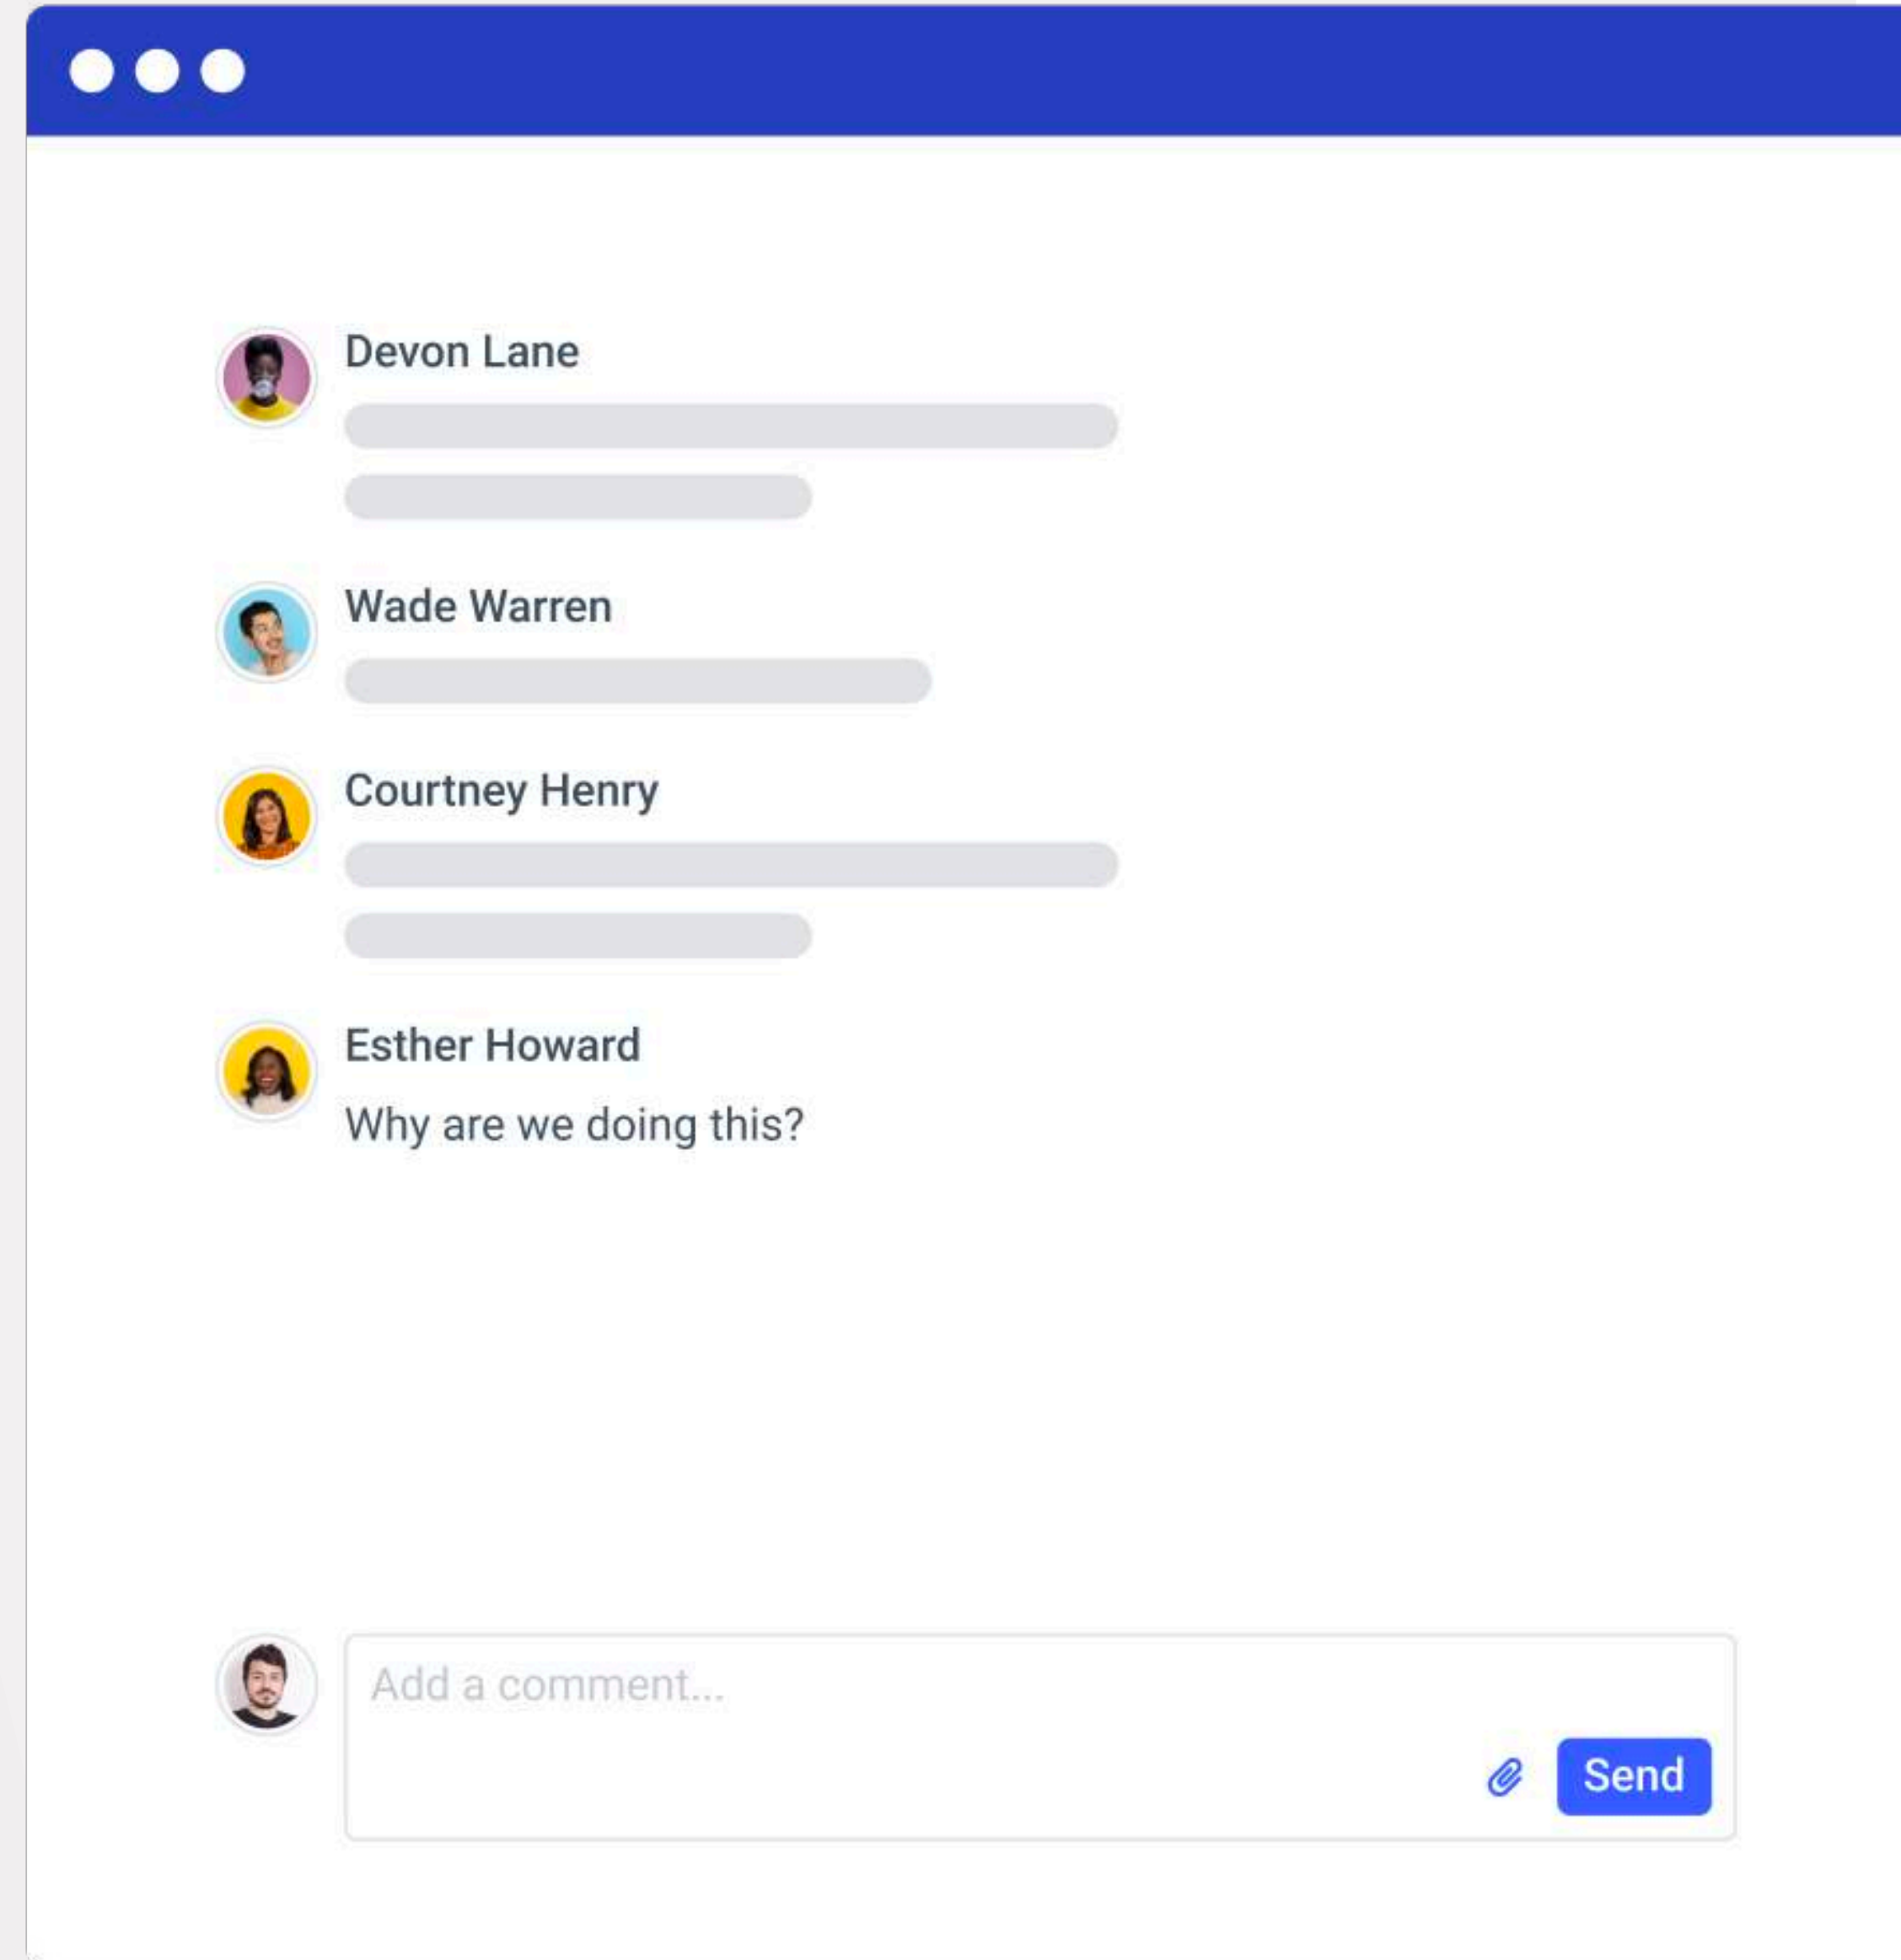 Devon Lane
Wade Warren
Courtney Henry
Esther Howard
Why are we doing this?
Add a comment...
Send